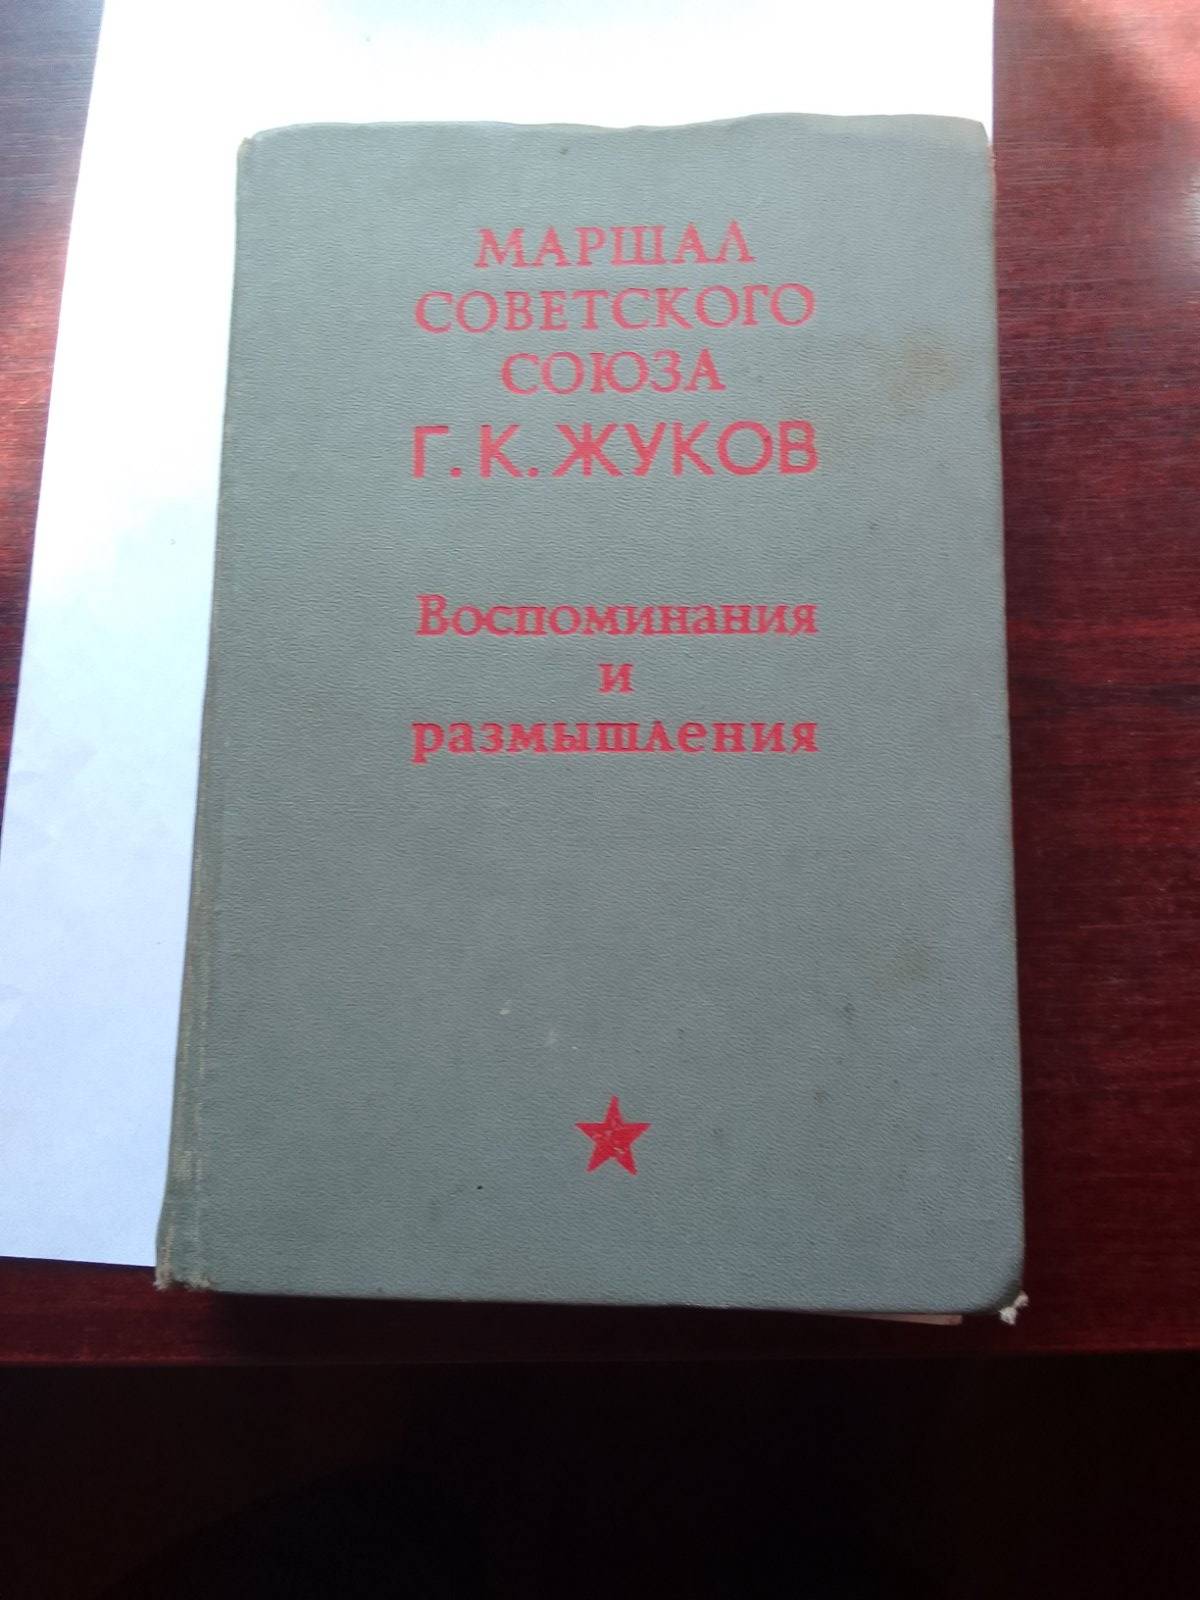 МАРШАЛ
СОВЕТСКОГО
СОЮЗА
Г. К. ЖУКОВ
Воспоминания
и
размышления